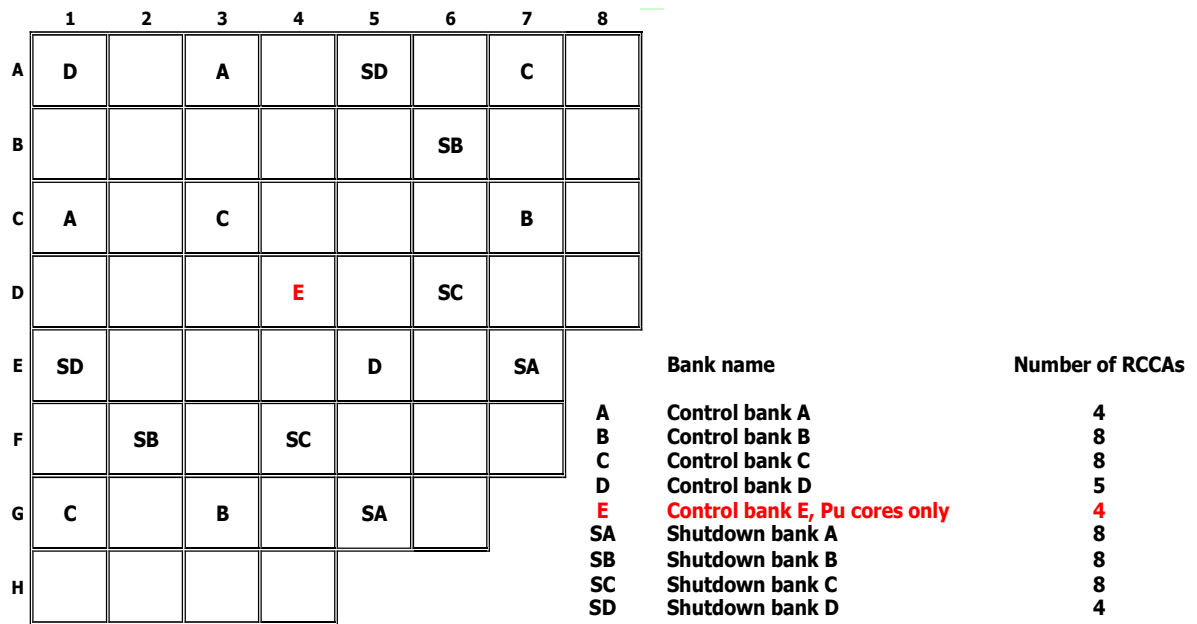 1 2 3 4 5 6 7 8
A D A SD C
B SB
C A C B
D E SC
E SD D SA
F SB SC
G C B SA
H
Bank name Number of RCCAs
A Control bank A 4
B Control bank B 8
C Control bank C 8
D Control bank D 5
E Control bank E, Pu cores only 4
SA Shutdown bank A 8
SB Shutdown bank B 8
SC Shutdown bank C 8
SD Shutdown bank D 4